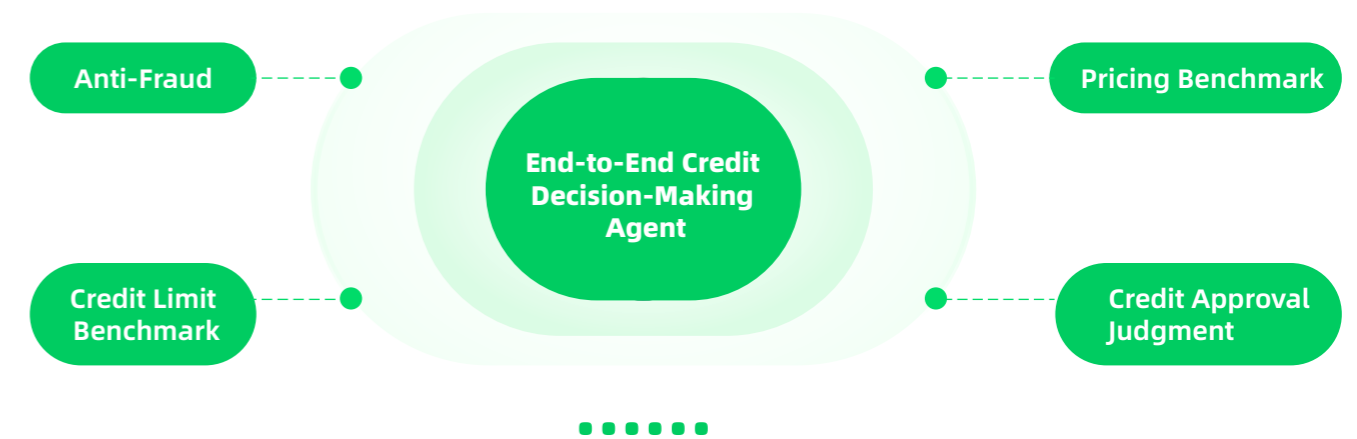 Anti-Fraud
Pricing Benchmark
End-to-End Credit
Decision-Making
Agent
Credit Limit
Benchmark
Credit Approval
Judgment